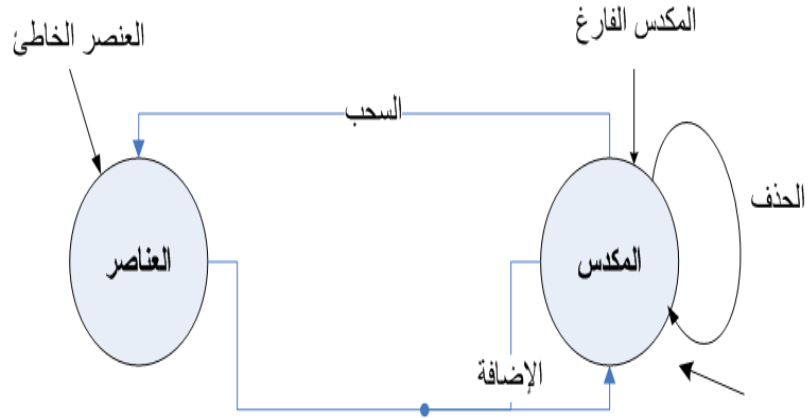 المكدس الفارغ
العنصر الخاطئ
السحب
الحذف
المكدس
العناصر
الإضافة